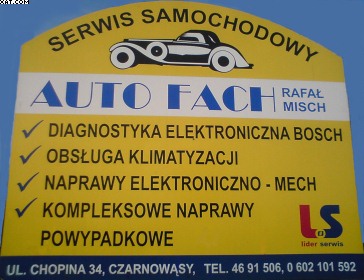 SERWIS SAMOCHODOWY
AUTO FACH RAFAŁ
MISCH
DIAGNOSTYKA ELEKTRONICZNA BOSCH
OBSŁUGA KLIMATYZACJI
NAPRAWY ELEKTRONICZNO - MECH
KOMPLEKSOWE NAPRAWY
POWYPADKOWE
LS
lider serwis
UL. CHOPINA 34, CZARNOWĄSY, TEL. 46 91 506, 0 602 101 592